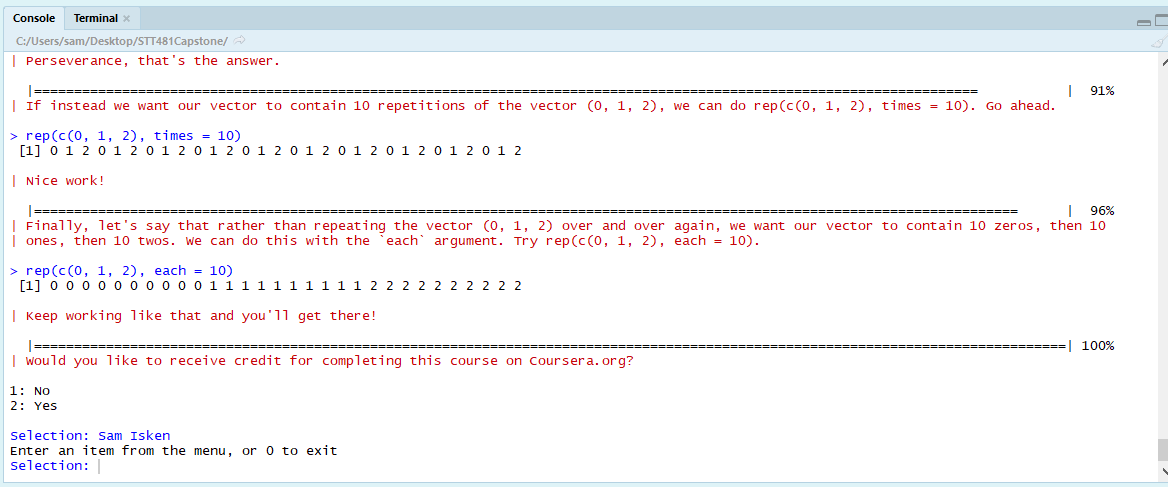 Console Terminal ×
C:/Users/sam/Desktop/STT481Capstone/
| Perseverance, that's the answer.
|======================================================================================================================          | 91%
| If instead we want our vector to contain 10 repetitions of the vector (0, 1, 2), we can do rep(c(0, 1, 2), times = 10). Go ahead.
> rep(c(0, 1, 2), times = 10)
[1] 0 1 2 0 1 2 0 1 2 0 1 2 0 1 2 0 1 2 0 1 2 0 1 2 0 1 2 0 1 2
| Nice work!
|===========================================================================================================================     | 96%
| Finally, let's say that rather than repeating the vector (0, 1, 2) over and over again, we want our vector to contain 10 zeros, then 10
| ones, then 10 twos. We can do this with the `each` argument. Try rep(c(0, 1, 2), each = 10).
> rep(c(0, 1, 2), each = 10)
[1] 0 0 0 0 0 0 0 0 0 0 1 1 1 1 1 1 1 1 1 1 2 2 2 2 2 2 2 2 2 2
| Keep working like that and you'll get there!
|=================================================================================================================================| 100%
| Would you like to receive credit for completing this course on Coursera.org?
1: No
2: Yes
Selection: Sam Isken
Enter an item from the menu, or 0 to exit
Selection: